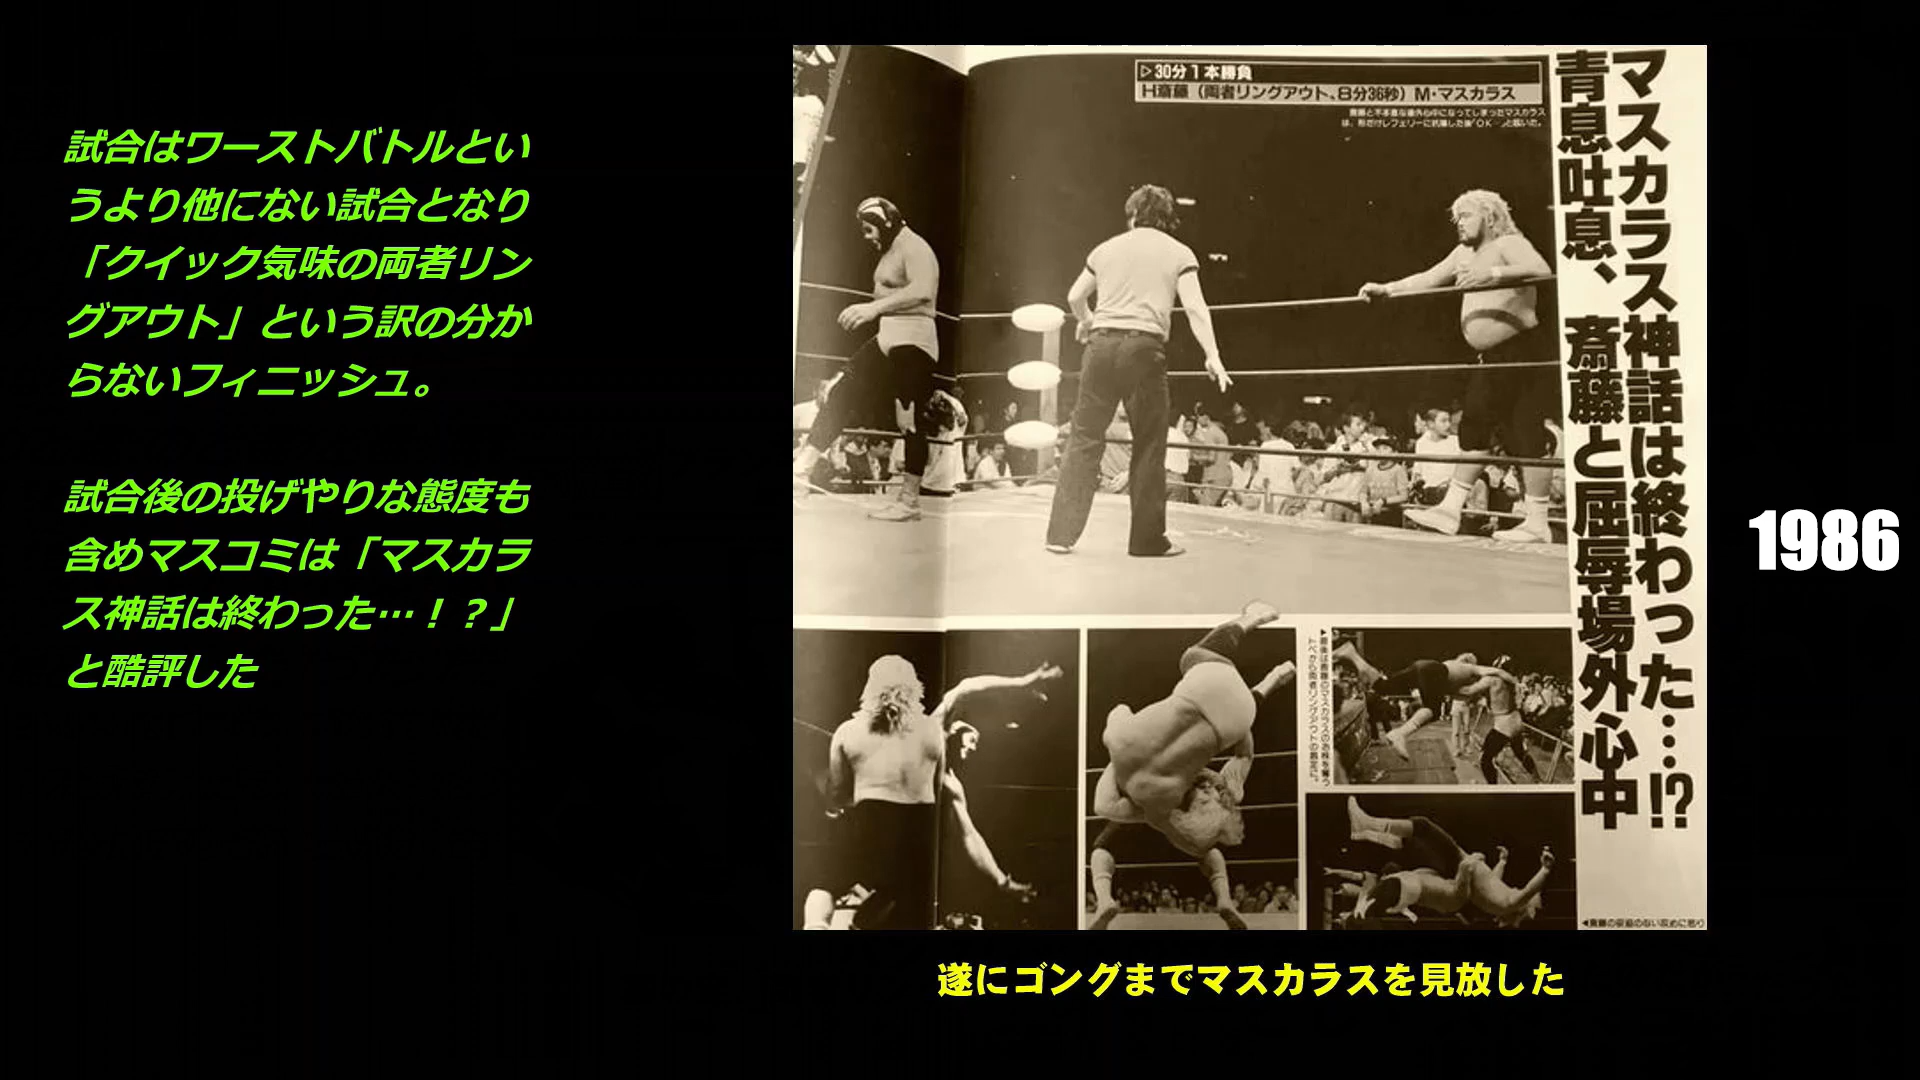 試合はワーストバトルとい
うより他にない試合となり
「クイック気味の両者リン
グアウト」という訳の分か
らないフィニッシュ。
試合後の投げやりな態度も
含めマスコミは「マスカラ
ス神話は終わった…！？」
と酷評した
▷30分1本勝負
H斎藤（両者リングアウト、8分36秒）M・マスカラス
マスカラス神話は終わった…!?
青息吐息、斎藤と屈辱場外心中
1986
遂にゴングまでマスカラスを見放した